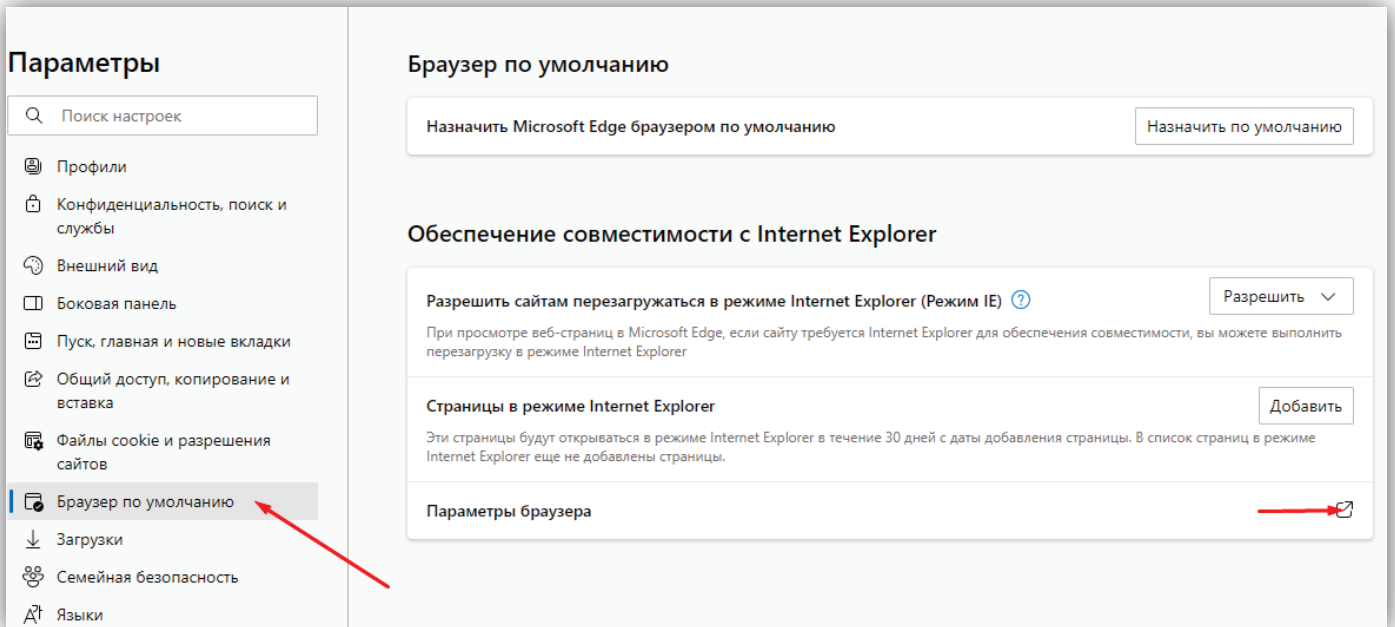 Параметры
Поиск настроек
Профили
Конфиденциальность, поиск и
службы
Внешний вид
Боковая панель
Пуск, главная и новые вкладки
Общий доступ, копирование и
вставка
Файлы cookie и разрешения
сайтов
Браузер по умолчанию
Загрузки
Семейная безопасность
Языки
Браузер по умолчанию
Назначить Microsoft Edge браузером по умолчанию
Назначить по умолчанию
Обеспечение совместимости с Internet Explorer
Разрешить сайтам перезагружаться в режиме Internet Explorer (Режим IE)
Разрешить
При просмотре веб-страниц в Microsoft Edge, если сайту требуется Internet Explorer для обеспечения совместимости, вы можете выполнить
перезагрузку в режиме Internet Explorer
Страницы в режиме Internet Explorer
Добавить
Эти страницы будут открываться в режиме Internet Explorer в течение 30 дней с даты добавления страницы. В список страниц в режиме
Internet Explorer еще не добавлены страницы.
Параметры браузера